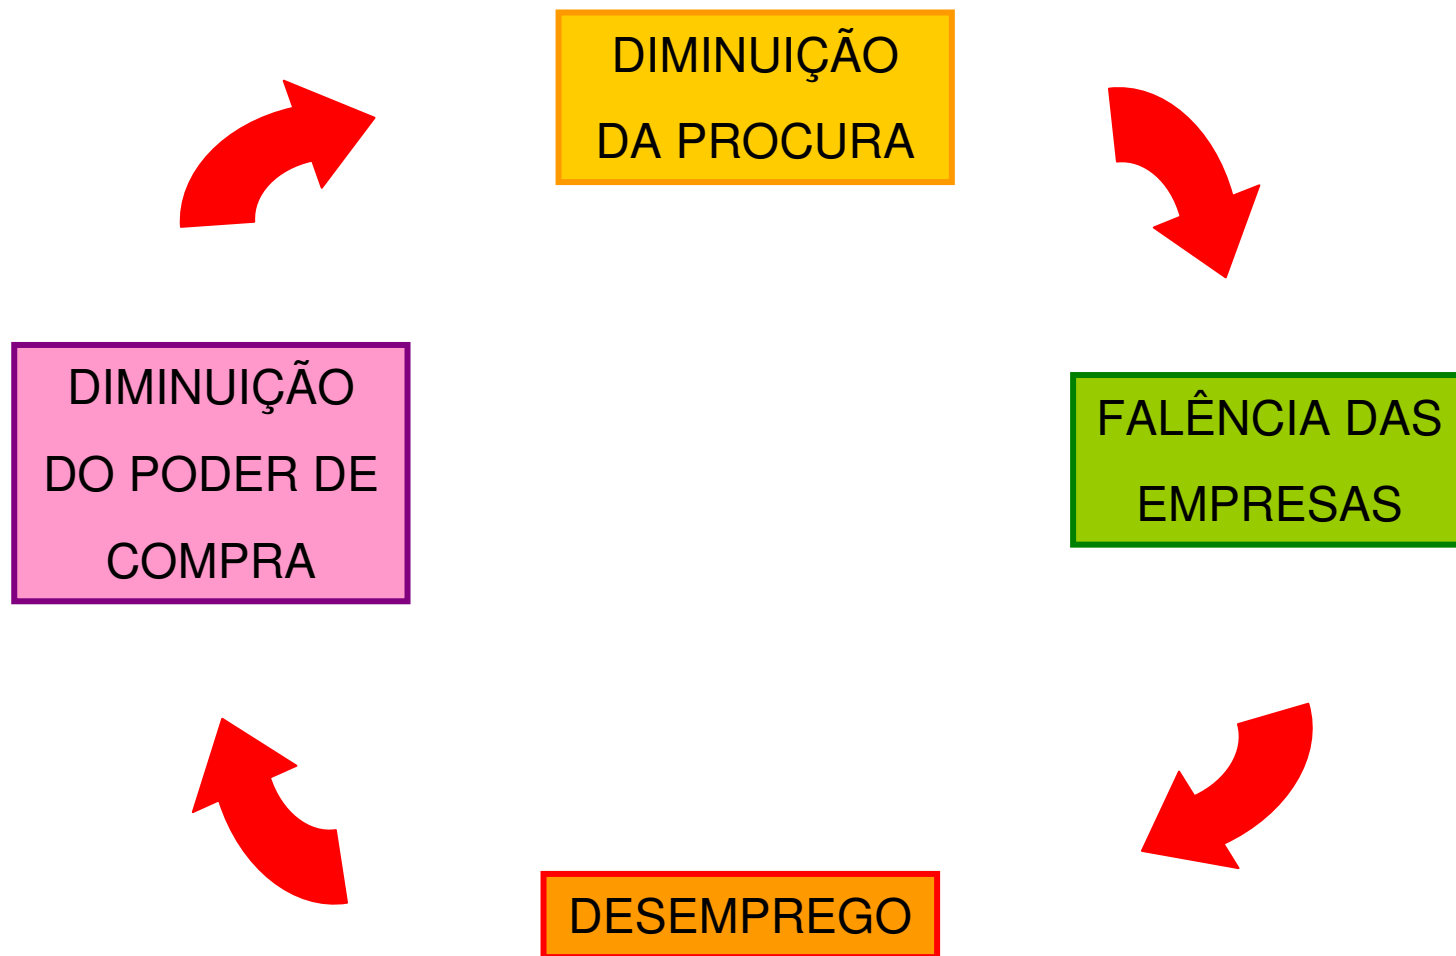 DIMINUIÇÃO
DA PROCURA
FALÊNCIA DAS
EMPRESAS
DESEMPREGO
DIMINUIÇÃO
DO PODER DE
COMPRA